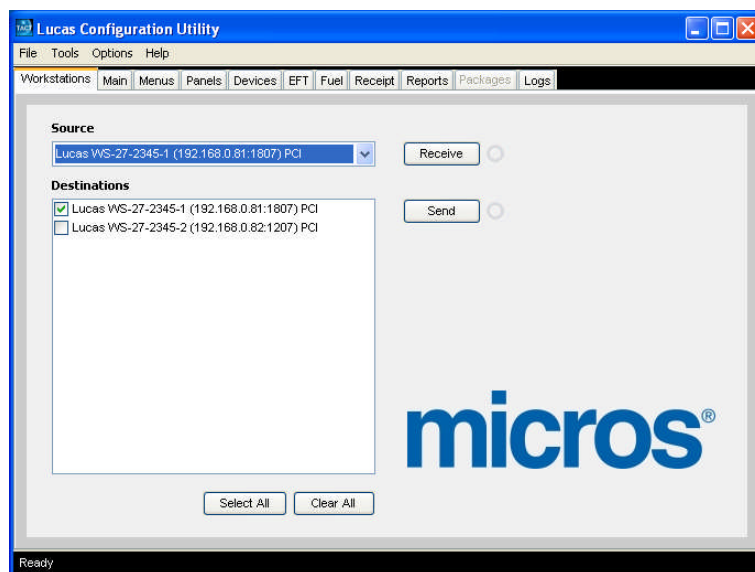 Lucas Configuration Utility
File Tools Options Help
Workstations Main Menus Panels Devices EFT Fuel Receipt Reports Packages Logs
Source
Lucas WS-27-2345-1 (192.168.0.81:1807) PCI
Receive
Destinations
Lucas WS-27-2345-1 (192.168.0.81:1807) PCI
Send
Lucas WS-27-2345-2 (192.168.0.82:1207) PCI
micros®
Select All Clear All
Ready